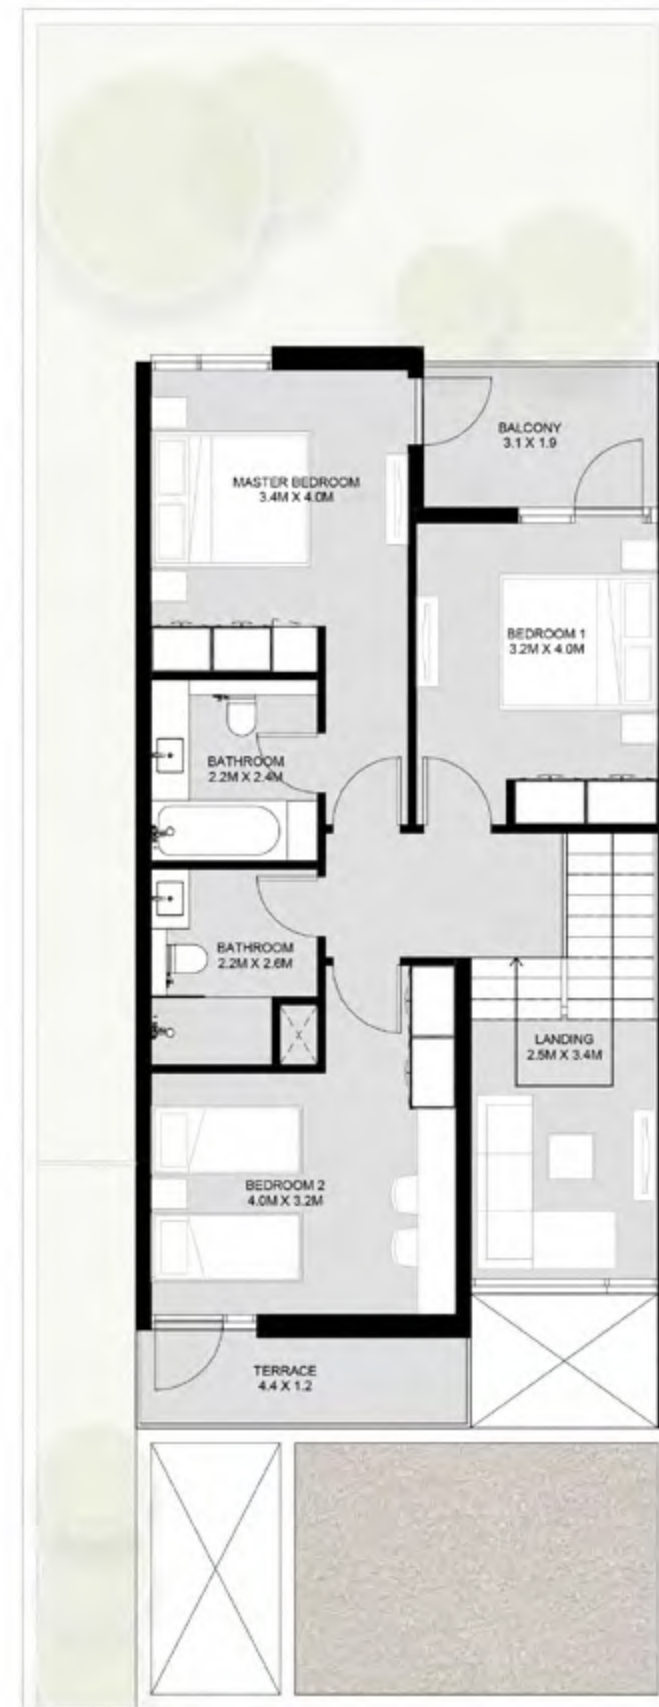 BALCONY
3.1 X 1.9
MASTER BEDROOM
3.4M X 4.0M
BEDROOM 1
3.2M X 4.0M
BATHROOM
2.2M X 2.4M
BATHROOM
2.2M X 2.6M
X
LANDING
2.5M X 3.4M
BEDROOM 2
4.0M X 3.2M
TERRACE
4.4 X 1.2